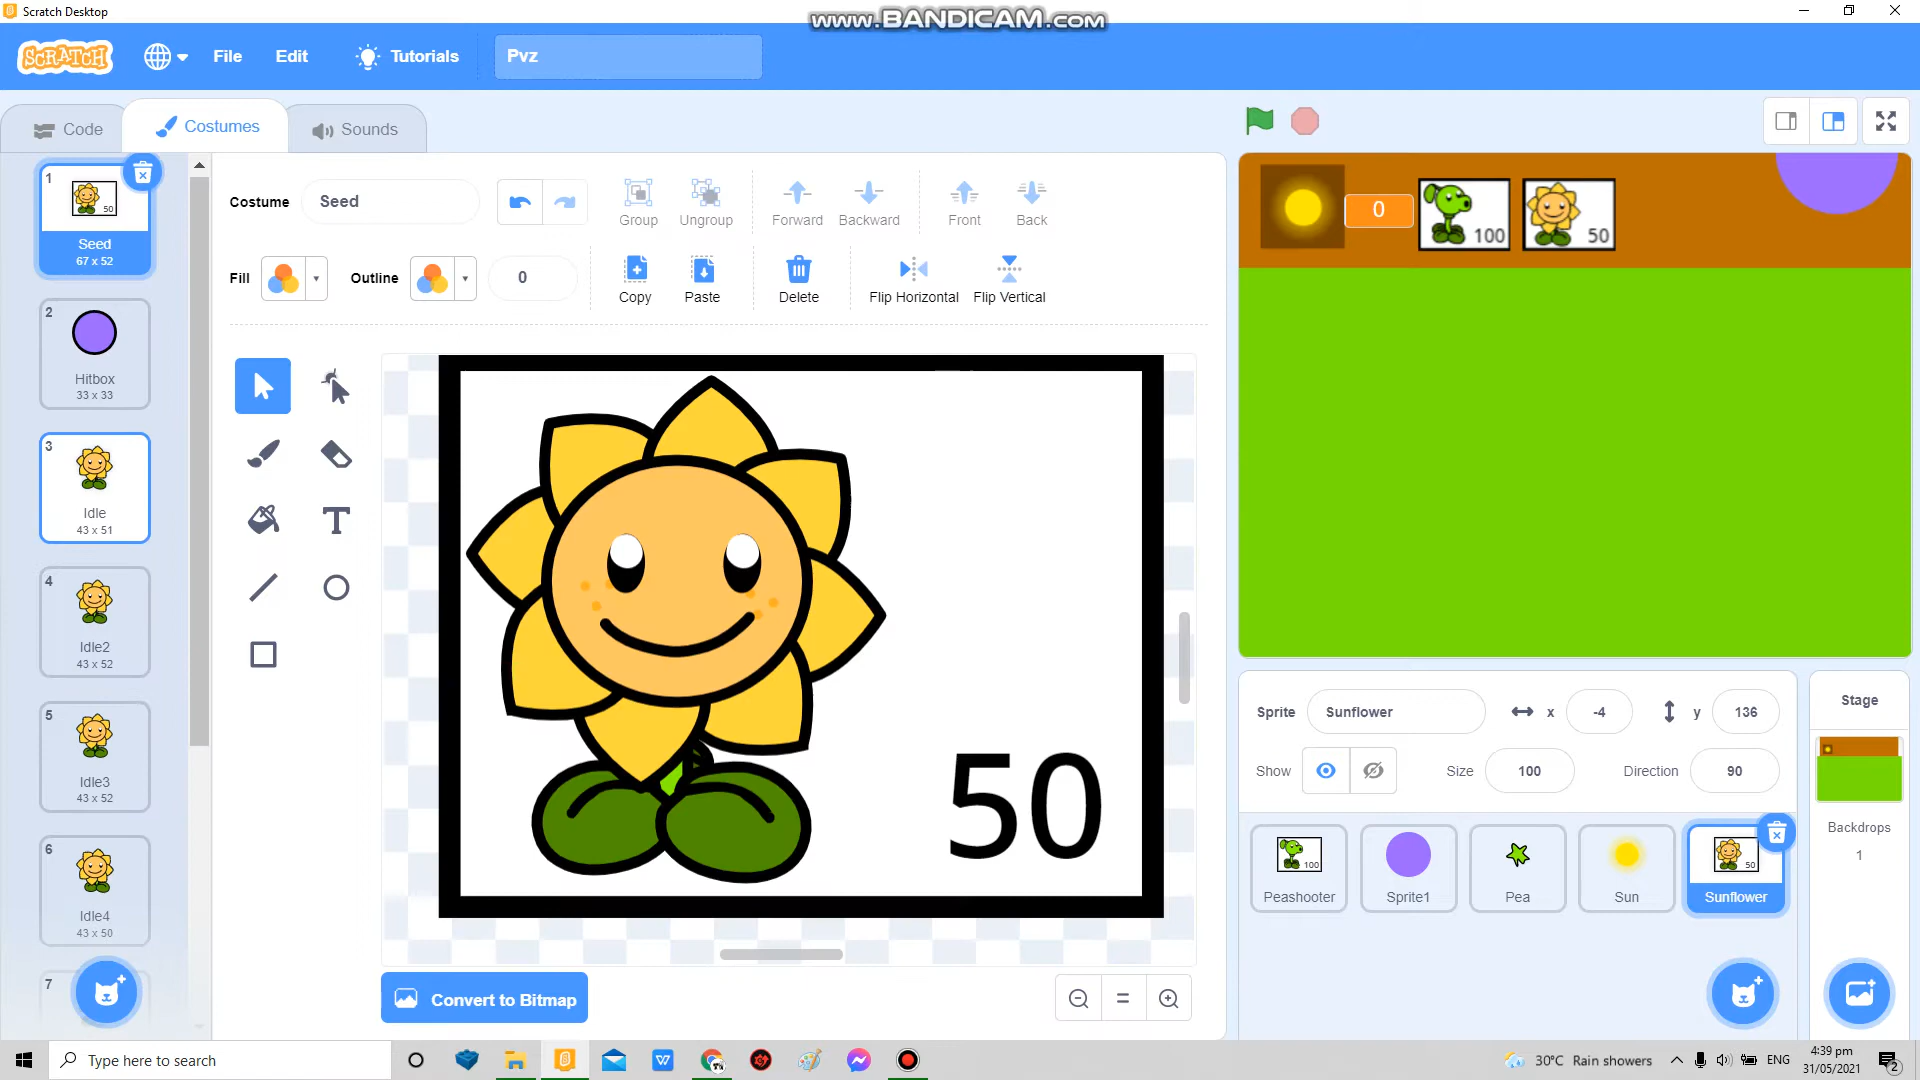 Scratch Desktop
www.BANDICAM.com
SCRATCH
File
Edit
Tutorials
Pvz
Code
Costumes
Sounds
1
50
Seed
67 x 52
2
Hitbox
33 x 33
3
Idle
43 x 51
4
Idle2
43 x 52
5
Idle3
43 x 52
6
Idle4
43 x 50
7
Costume
Seed
Group
Ungroup
Forward
Backward
Front
Back
Fill
Outline
0
Copy
Paste
Delete
Flip Horizontal
Flip Vertical
T
50
Convert to Bitmap
0
100
50
Sprite
Sunflower
x
-4
y
136
Show
Size
100
Direction
90
100
Peashooter
Sprite1
Pea
Sun
50
Sunflower
Stage
Backdrops
1
Type here to search
30°C Rain showers
ENG
4:39 pm
31/05/2021
2